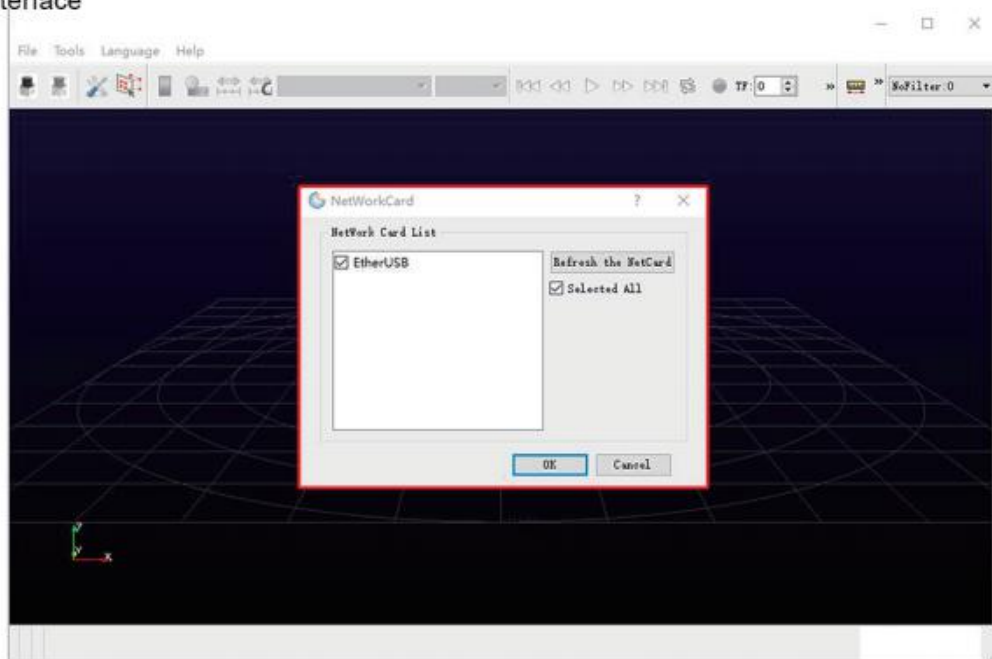 terface
File Tools Language Help
TF: 0 » » NoFilter:0
NetWorkCard ?
NetWork Card List
EtherUSB
Refresh the NetCard
Selected All
OK Cancel
X